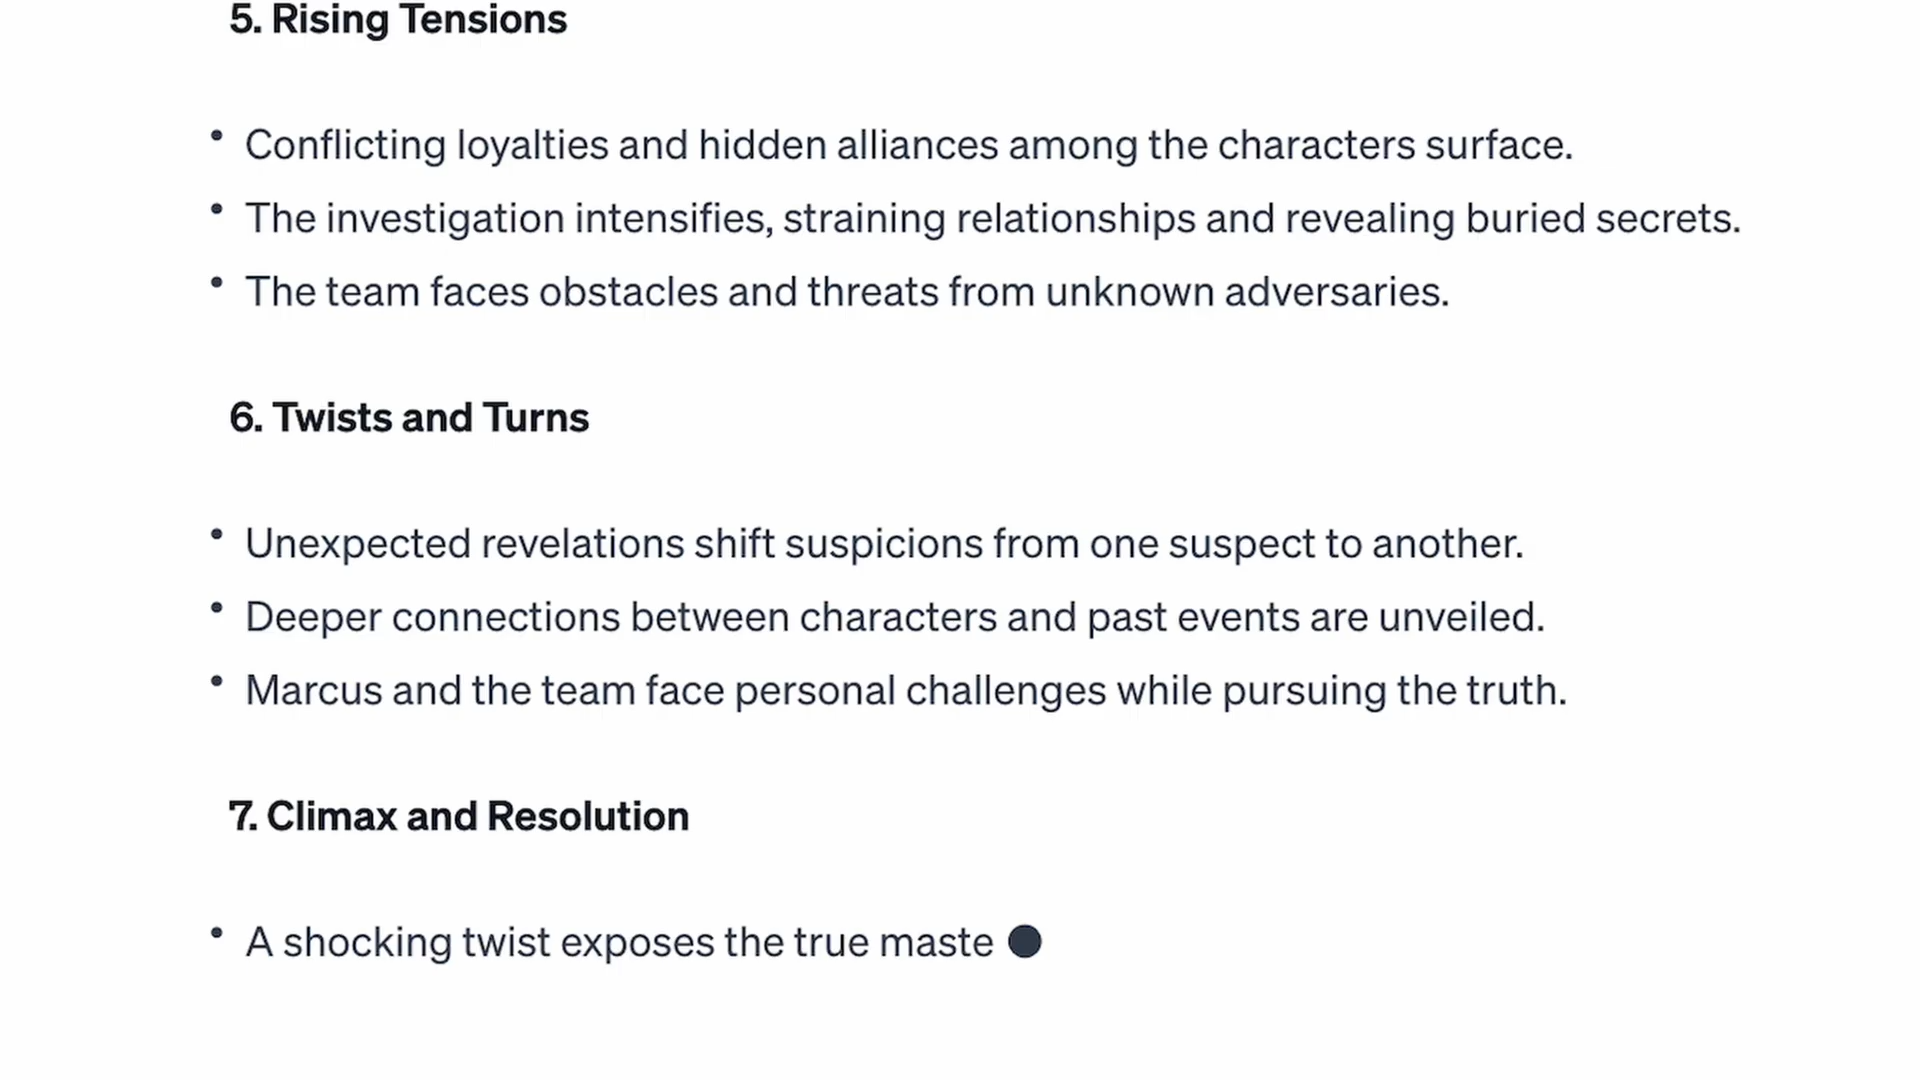 5. Rising Tensions
• Conflicting loyalties and hidden alliances among the characters surface.
• The investigation intensifies, straining relationships and revealing buried secrets.
• The team faces obstacles and threats from unknown adversaries.
6. Twists and Turns
• Unexpected revelations shift suspicions from one suspect to another.
• Deeper connections between characters and past events are unveiled.
• Marcus and the team face personal challenges while pursuing the truth.
7. Climax and Resolution
• A shocking twist exposes the true maste